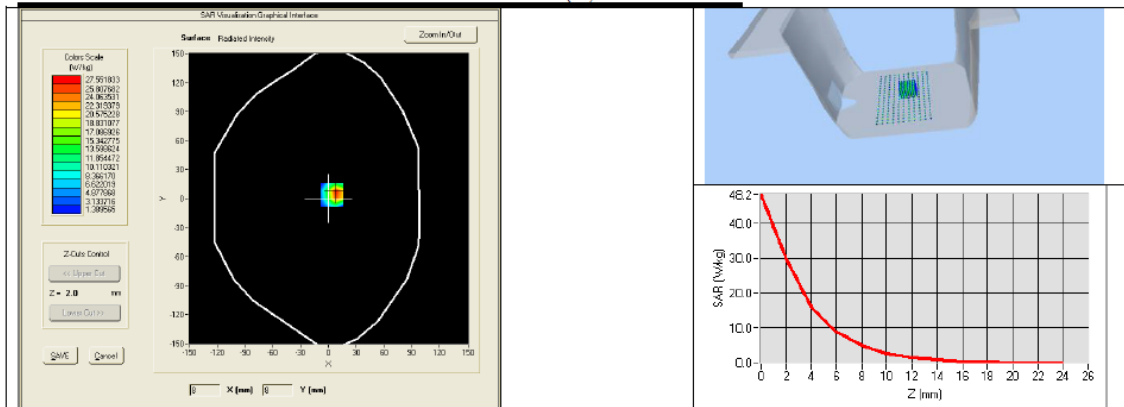 SAR Visualisation Graphical Interface
Surface Radiated Intensity
Zoom In/Out
Colors Scale
(W/kg)
27.551833
25.807682
24.063531
22.319379
20.575228
18.831077
17.086926
15.342775
13.598624
11.854472
10.110321
8.366170
6.622019
4.877868
3.133716
1.389565
Z-Cuts Control
<< Upper Cut
Z = 2.0 mm
Lower Cut >>
SAVE Cancel
150
120
90
60
30
0
-30
-60
-90
-120
-150
Y
-150 -120 -90 -60 -30 0 30 60 90 120 150
X
8 X (mm) 8 Y (mm)
48.2
40.0
30.0
20.0
10.0
0.0
SAR (W/kg)
0 2 4 6 8 10 12 14 16 18 20 22 24 26
Z (mm)